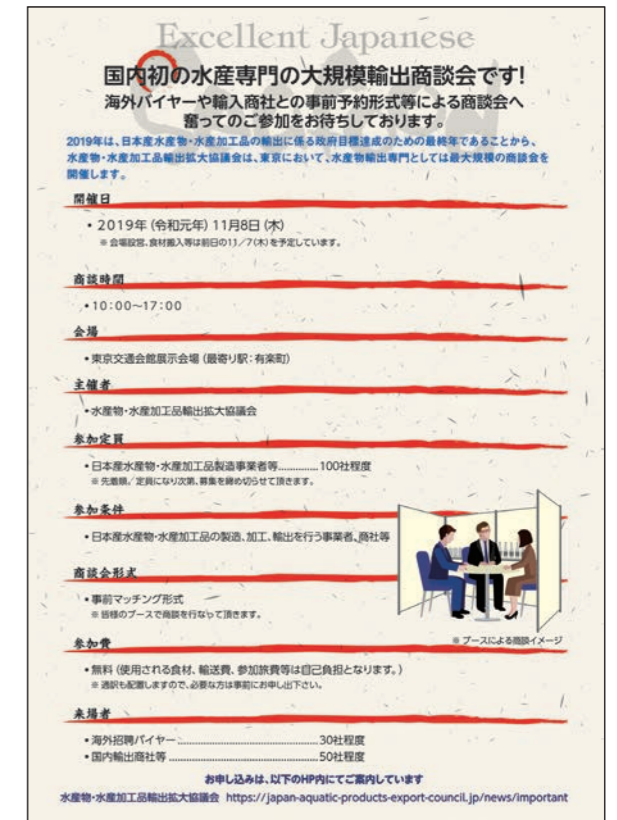 Excellent Japanese
国内初の水産専門の大規模輸出商談会です!
海外バイヤーや輸入商社との事前予約形式等による商談会へ
奮ってのご参加をお待ちしております。
2019年は、日本産水産物・水産加工品の輸出に係る政府目標達成のための最終年であることから、
水産物・水産加工品輸出拡大協議会は、東京において、水産物輸出専門としては最大規模の商談会を
開催します。
開催日
・2019年（令和元年）11月8日（木）
※ 会場設営、食材搬入等は前日の11／7（木）を予定しています。
商談時間
・10:00～17:00
会場
・東京交通会館展示会場（最寄り駅：有楽町）
主催者
・水産物・水産加工品輸出拡大協議会
参加定員
・日本産水産物・水産加工品製造事業者等..............100社程度
※ 先着順／定員になり次第、募集を締め切らせて頂きます。
参加条件
・日本産水産物・水産加工品の製造、加工、輸出を行う事業者、商社等
商談会形式
・事前マッチング形式
※ 皆様のブースで商談を行なって頂きます。
※ ブースによる商談イメージ
参加費
・無料（使用される食材、輸送費、参加旅費等は自己負担となります。）
※ 通訳も配置しますので、必要な方は事前にお申し出下さい。
来場者
・海外招聘バイヤー..................................................30社程度
・国内輸出商社等....................................................50社程度
お申し込みは、以下のHP内にてご案内しています
水産物・水産加工品輸出拡大協議会 https://japan-aquatic-products-export-council.jp/news/important